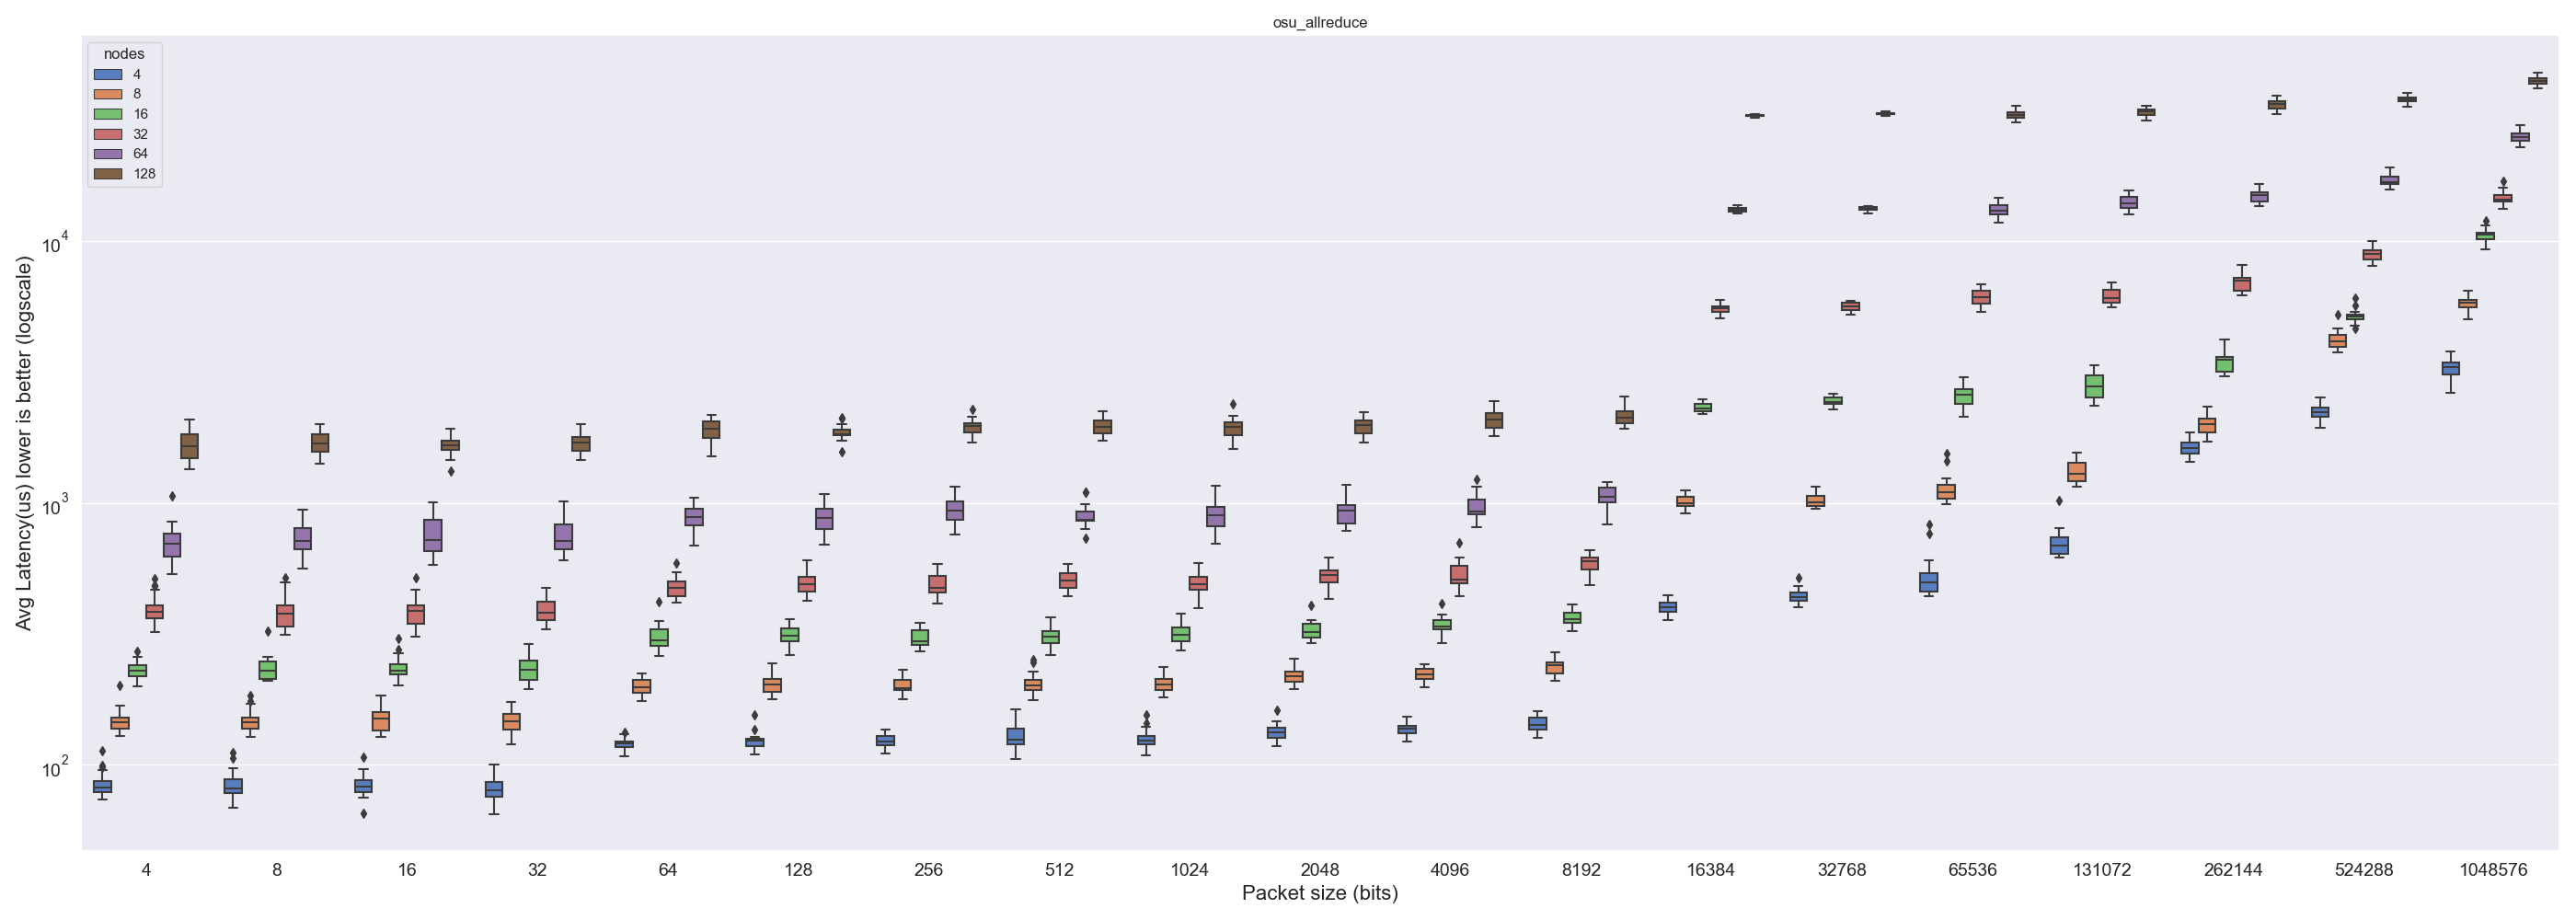 osu_allreduce
nodes
4
8
16
32
64
128
10^4
10^3
10^2
Avg Latency(us) lower is better (logscale)
4 8 16 32 64 128 256 512 1024 2048 4096 8192 16384 32768 65536 131072 262144 524288 1048576
Packet size (bits)